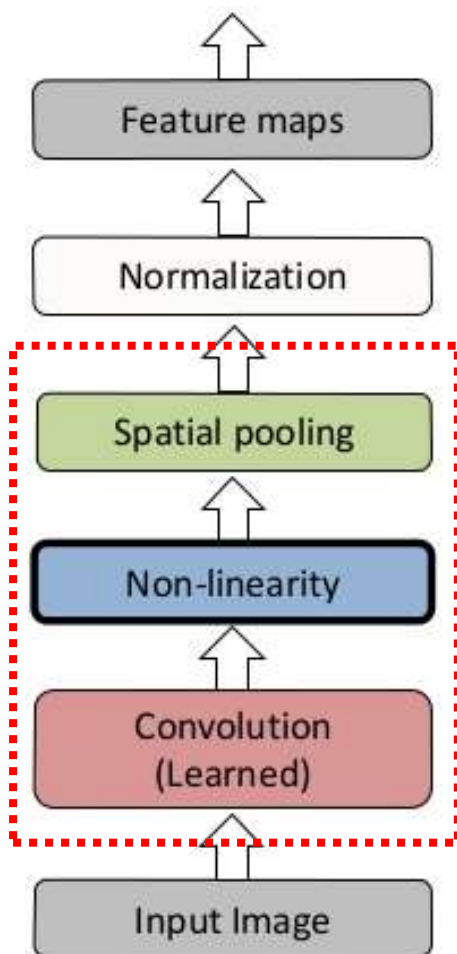 Feature maps
Normalization
Spatial pooling
Non-linearity
Convolution
(Learned)
Input Image